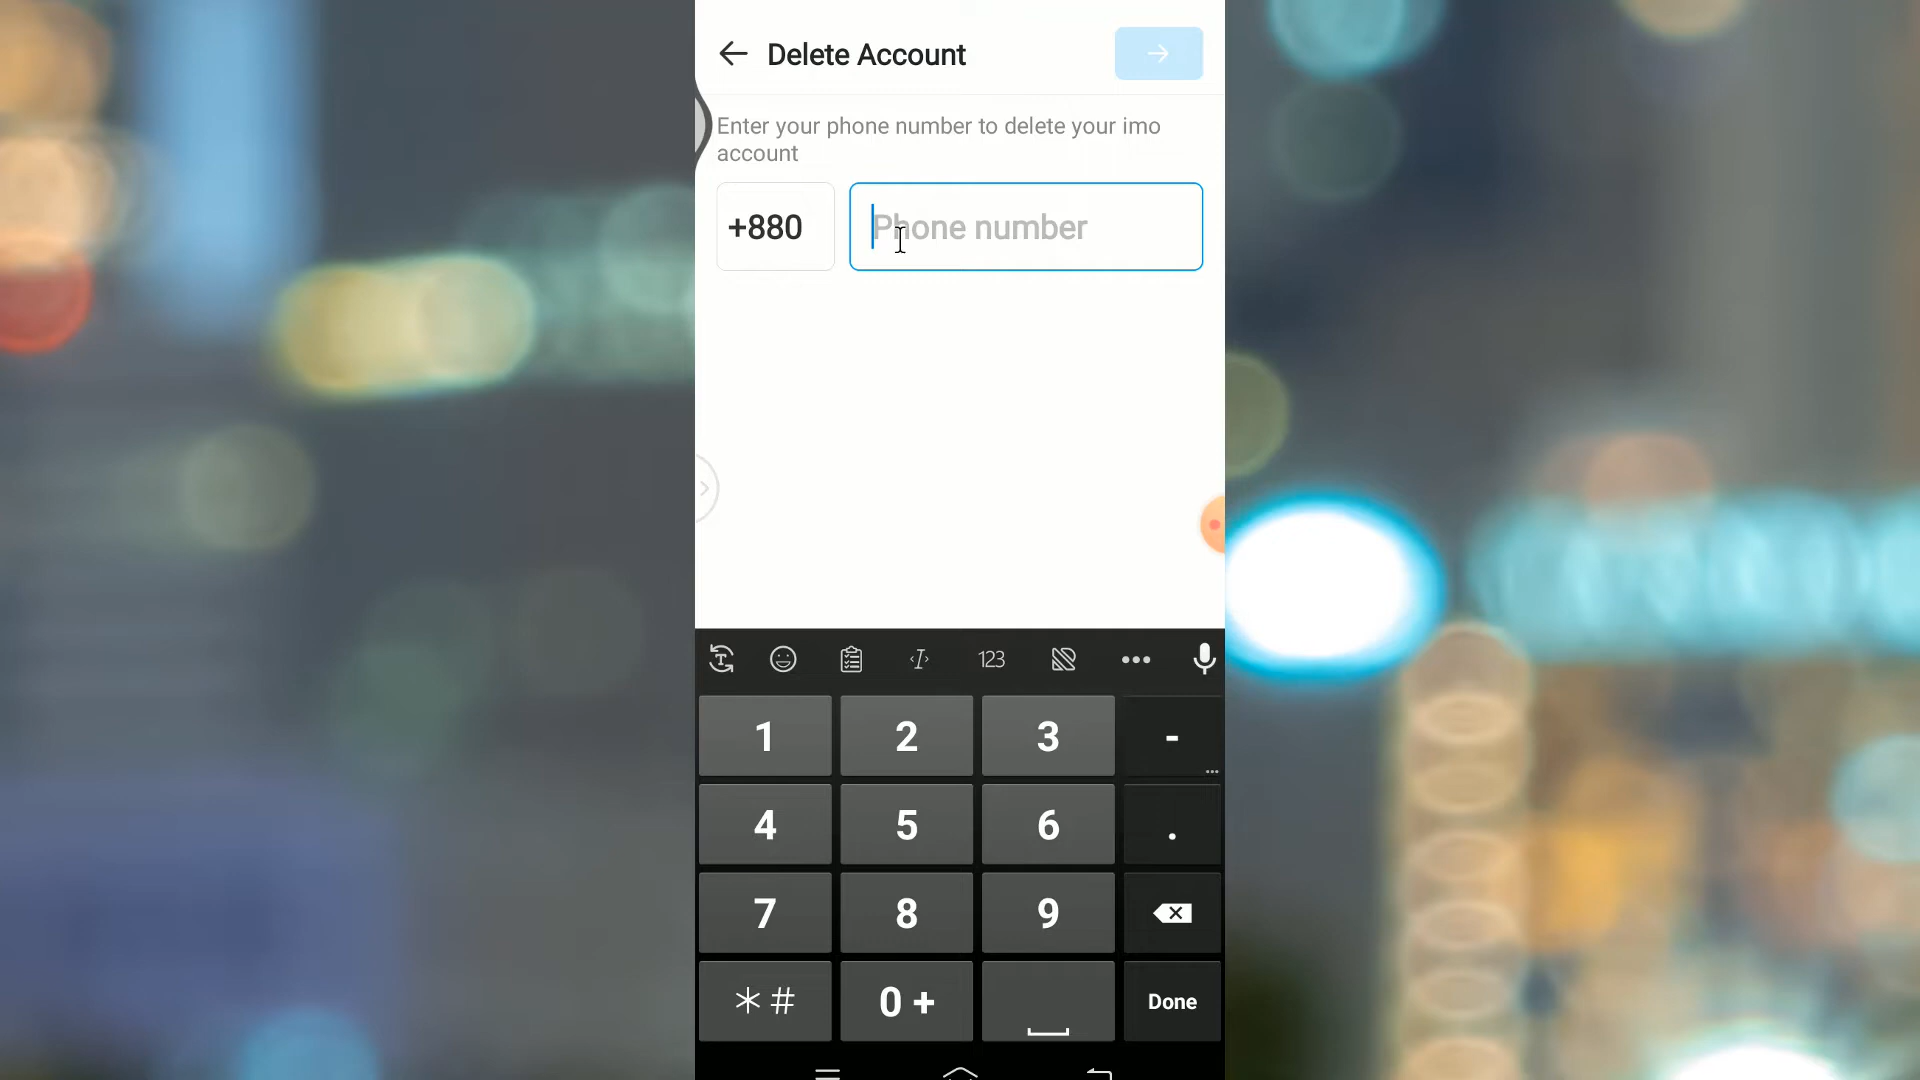 Delete Account
Enter your phone number to delete your imo
account
+880 Phone number
123
1 2 3 -
4 5 6 .
7 8 9
* # 0 + Done